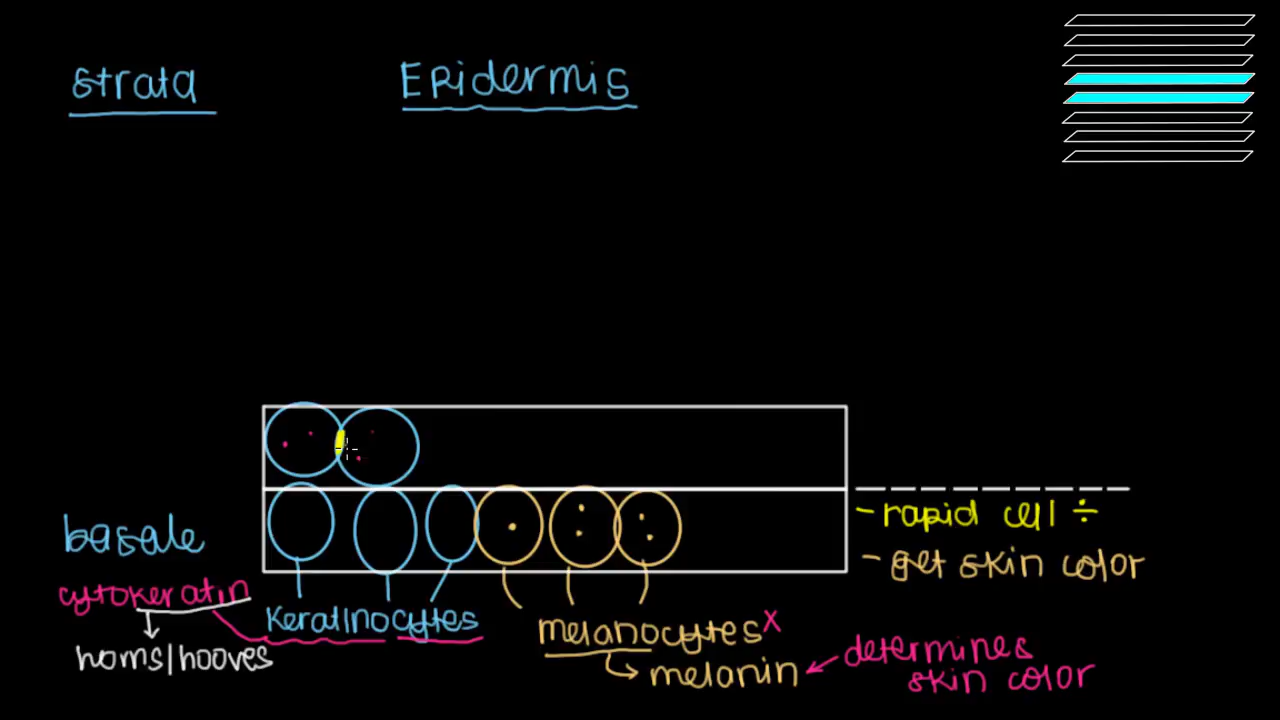 strata
Epidermis
basale
- rapid cell ÷
- get skin color
cytokeratin
horns/hooves
keratinocytes
melanocytes x
melanin
determines
skin color